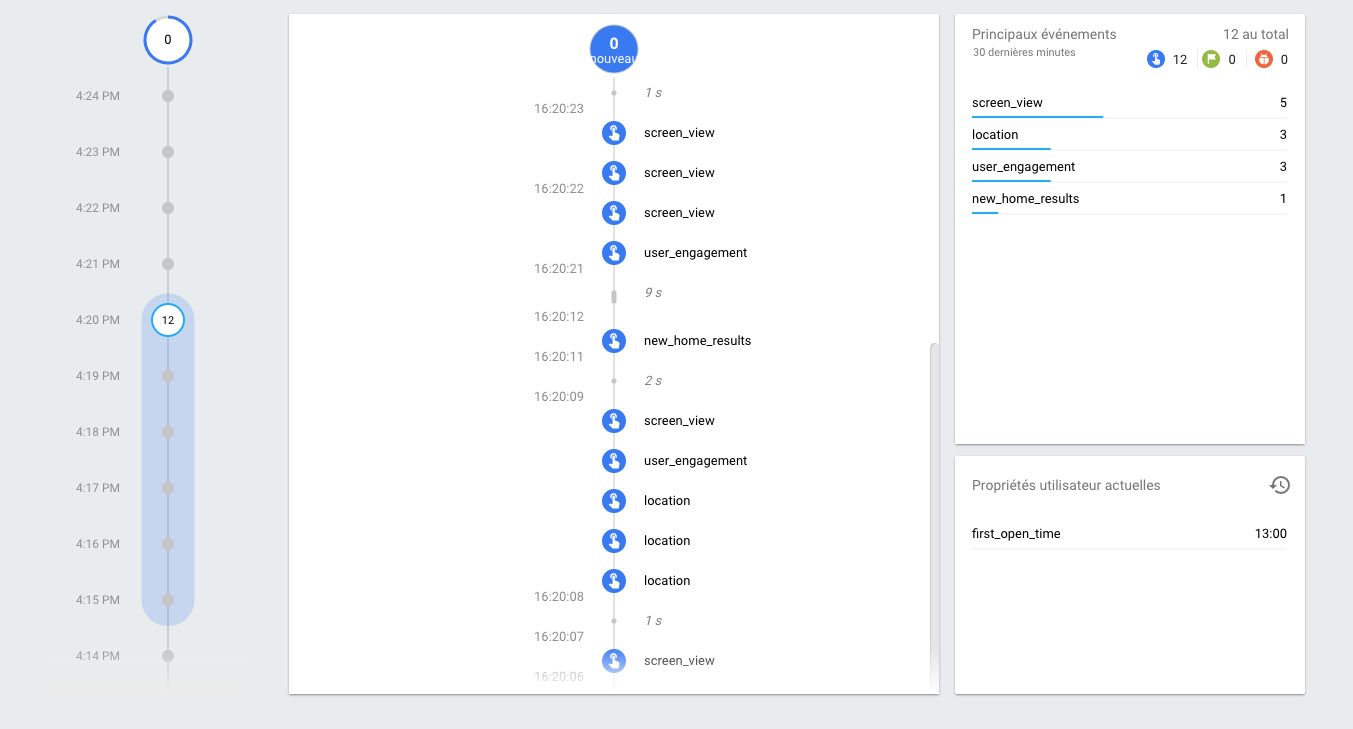 0
4:24 PM
4:23 PM
4:22 PM
4:21 PM
4:20 PM
12
4:19 PM
4:18 PM
4:17 PM
4:16 PM
4:15 PM
4:14 PM
0
nouveau
1 s
16:20:23
screen_view
screen_view
16:20:22
screen_view
user_engagement
16:20:21
9 s
16:20:12
new_home_results
16:20:11
2 s
16:20:09
screen_view
user_engagement
location
location
location
16:20:08
1 s
16:20:07
screen_view
16:20:06
Principaux événements 12 au total
30 dernières minutes
12 0 0
screen_view 5
location 3
user_engagement 3
new_home_results 1
Propriétés utilisateur actuelles
first_open_time 13:00